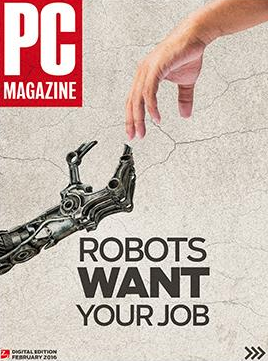 PC
MAGAZINE
ROBOTS
WANT
YOUR JOB
DIGITAL EDITION
FEBRUARY 2016